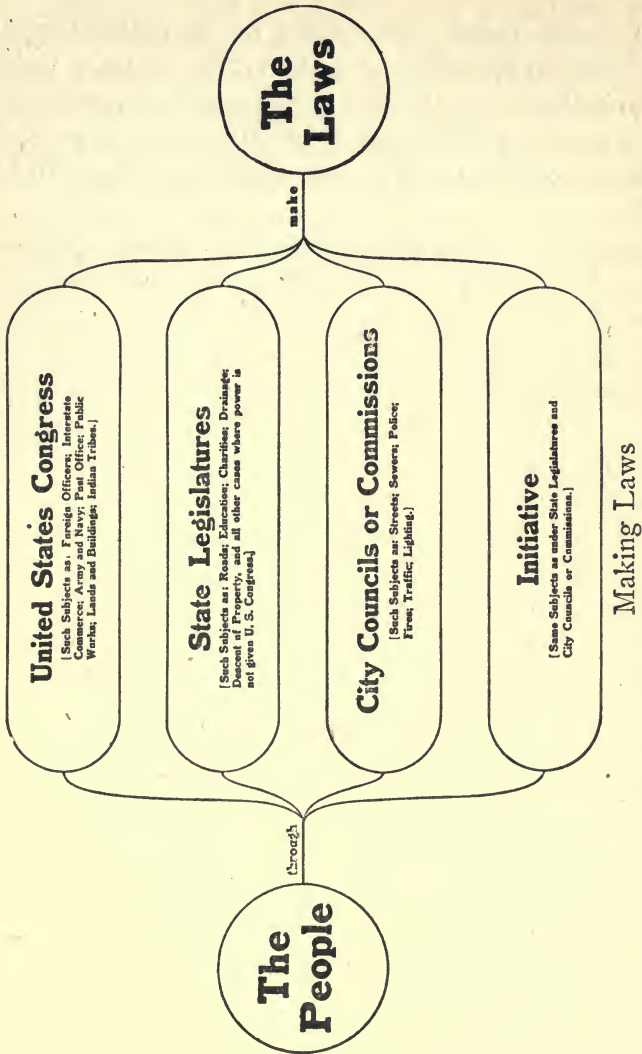 The
People
through
United States Congress
[Such Subjects as: Foreign Officers; Interstate
Commerce; Army and Navy; Post Office; Public
Works; Lands and Buildings; Indian Tribes.]
State Legislatures
[Such Subjects as: Roads; Education; Charities; Drainage;
Descent of Property, and all other cases where power is
not given U. S. Congress.]
City Councils or Commissions
[Such Subjects as: Streets; Sewers; Police;
Fires; Traffic; Lighting.]
Initiative
[Same Subjects as under State Legislatures and
City Councils or Commissions.]
make
The
Laws
Making Laws